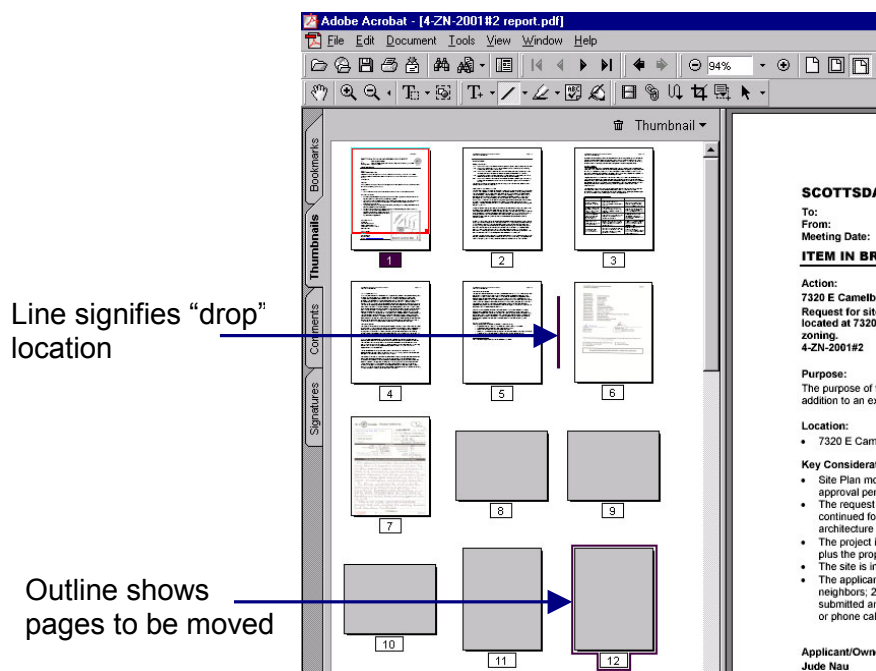 Adobe Acrobat - [4-ZN-2001#2 report.pdf]
File Edit Document Tools View Window Help
94%
Thumbnail
Bookmarks
Thumbnails
Comments
Signatures
1
2
3
4
5
6
7
8
9
10
11
12
Line signifies “drop”
location
Outline shows
pages to be moved
SCOTTSDA
To:
From:
Meeting Date:
ITEM IN BR
Action:
7320 E Camelb
Request for site
located at 7320
zoning.
4-ZN-2001#2
Purpose:
The purpose of
addition to an ex
Location:
• 7320 E Cam
Key Considerat
• Site Plan mo
approval per
• The request
continued fo
architecture
• The project i
plus the prop
• The site is in
• The applican
neighbors; 2
submitted an
or phone cal
Applicant/Owne
Jude Nau